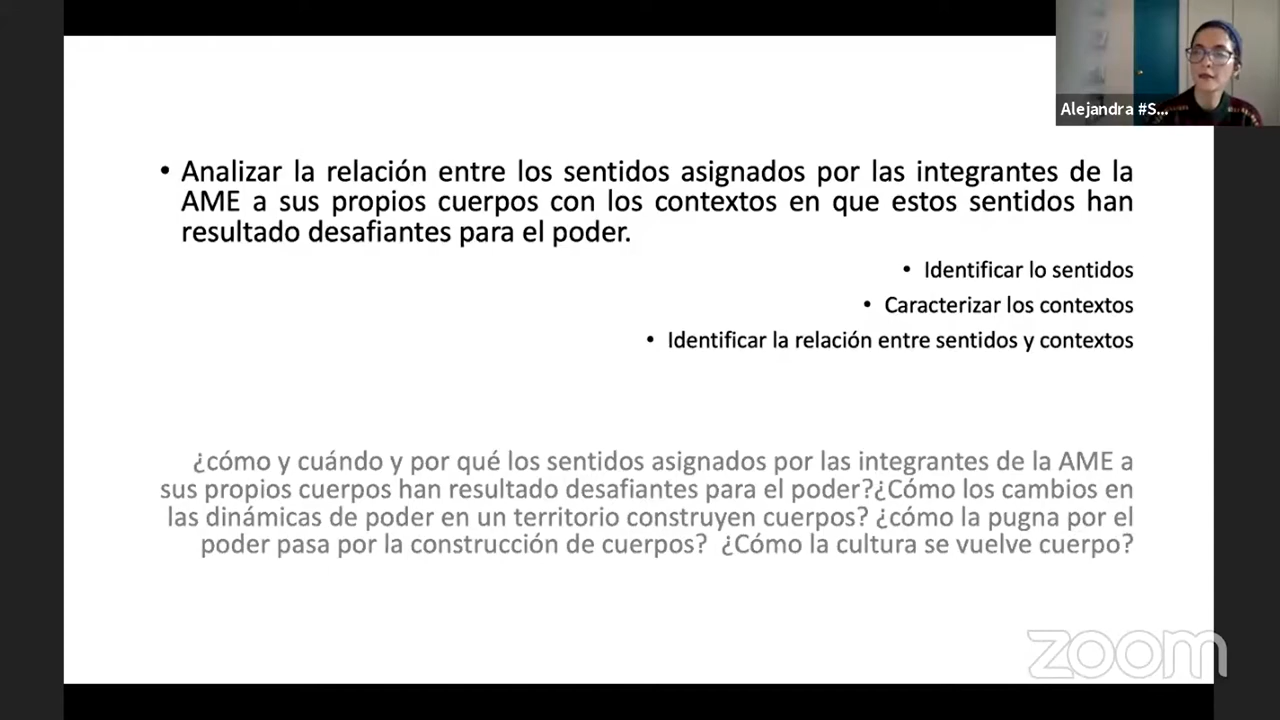 Alejandra #S...
• Analizar la relación entre los sentidos asignados por las integrantes de la
AME a sus propios cuerpos con los contextos en que estos sentidos han
resultado desafiantes para el poder.
• Identificar lo sentidos
• Caracterizar los contextos
• Identificar la relación entre sentidos y contextos
¿cómo y cuándo y por qué los sentidos asignados por las integrantes de la AME a
sus propios cuerpos han resultado desafiantes para el poder?¿Cómo los cambios en
las dinámicas de poder en un territorio construyen cuerpos? ¿cómo la pugna por el
poder pasa por la construcción de cuerpos? ¿Cómo la cultura se vuelve cuerpo?
zoom